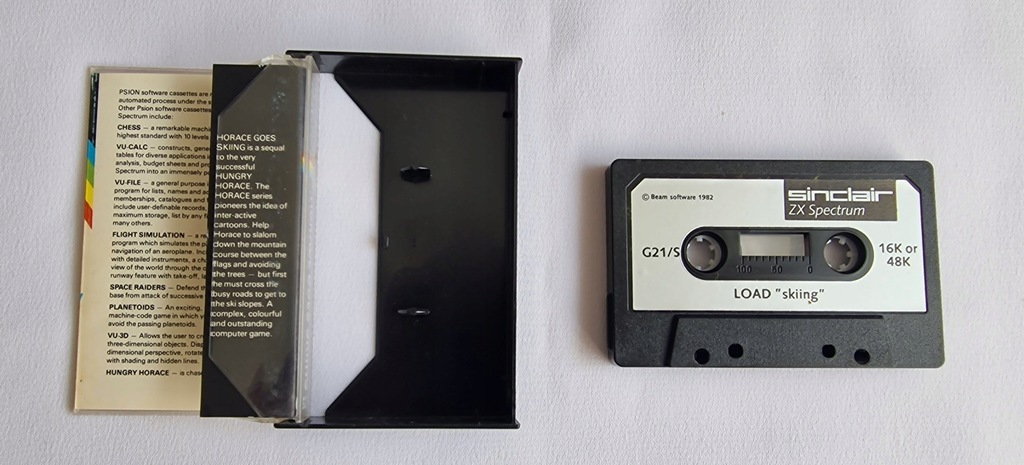 PSION software cassettes are
automated process under the
Other Psion software cassettes
Spectrum include:
CHESS — a remarkable
highest standard with 10 levels
VU-CALC — constructs,
tables for diverse applications
analysis, budget sheets and
Spectrum into an immensely
VU-FILE — a general purpose
program for lists, names and
memberships, catalogues and
include user-definable records,
maximum storage, list by any
many others.
FLIGHT SIMULATION — a
program which simulates the
navigation of an aeroplane.
with detailed instruments, a
view of the world through the
runway feature with take-off,
SPACE RAIDERS — Defend
base from attack of successive
PLANETOIDS — An exciting,
machine-code game in which
avoid the passing planetoids.
VU-3D — Allows the user to
three-dimensional objects.
dimensional perspective, rotate
with shading and hidden lines.
HUNGRY HORACE — is
HORACE GOES
SKIING is a sequal
to the very
successful
HUNGRY
HORACE. The
HORACE series
pioneers the idea of
inter-active
cartoons. Help
Horace to slalom
down the mountain
course between the
flags and avoiding
the trees — but first
he must cross the
busy roads to get to
the ski slopes. A
complex, colourful
and outstanding
computer game.
© Beam software 1982
sinclair
ZX Spectrum
G21/S
16K or
48K
100 50 0
LOAD "skiing"